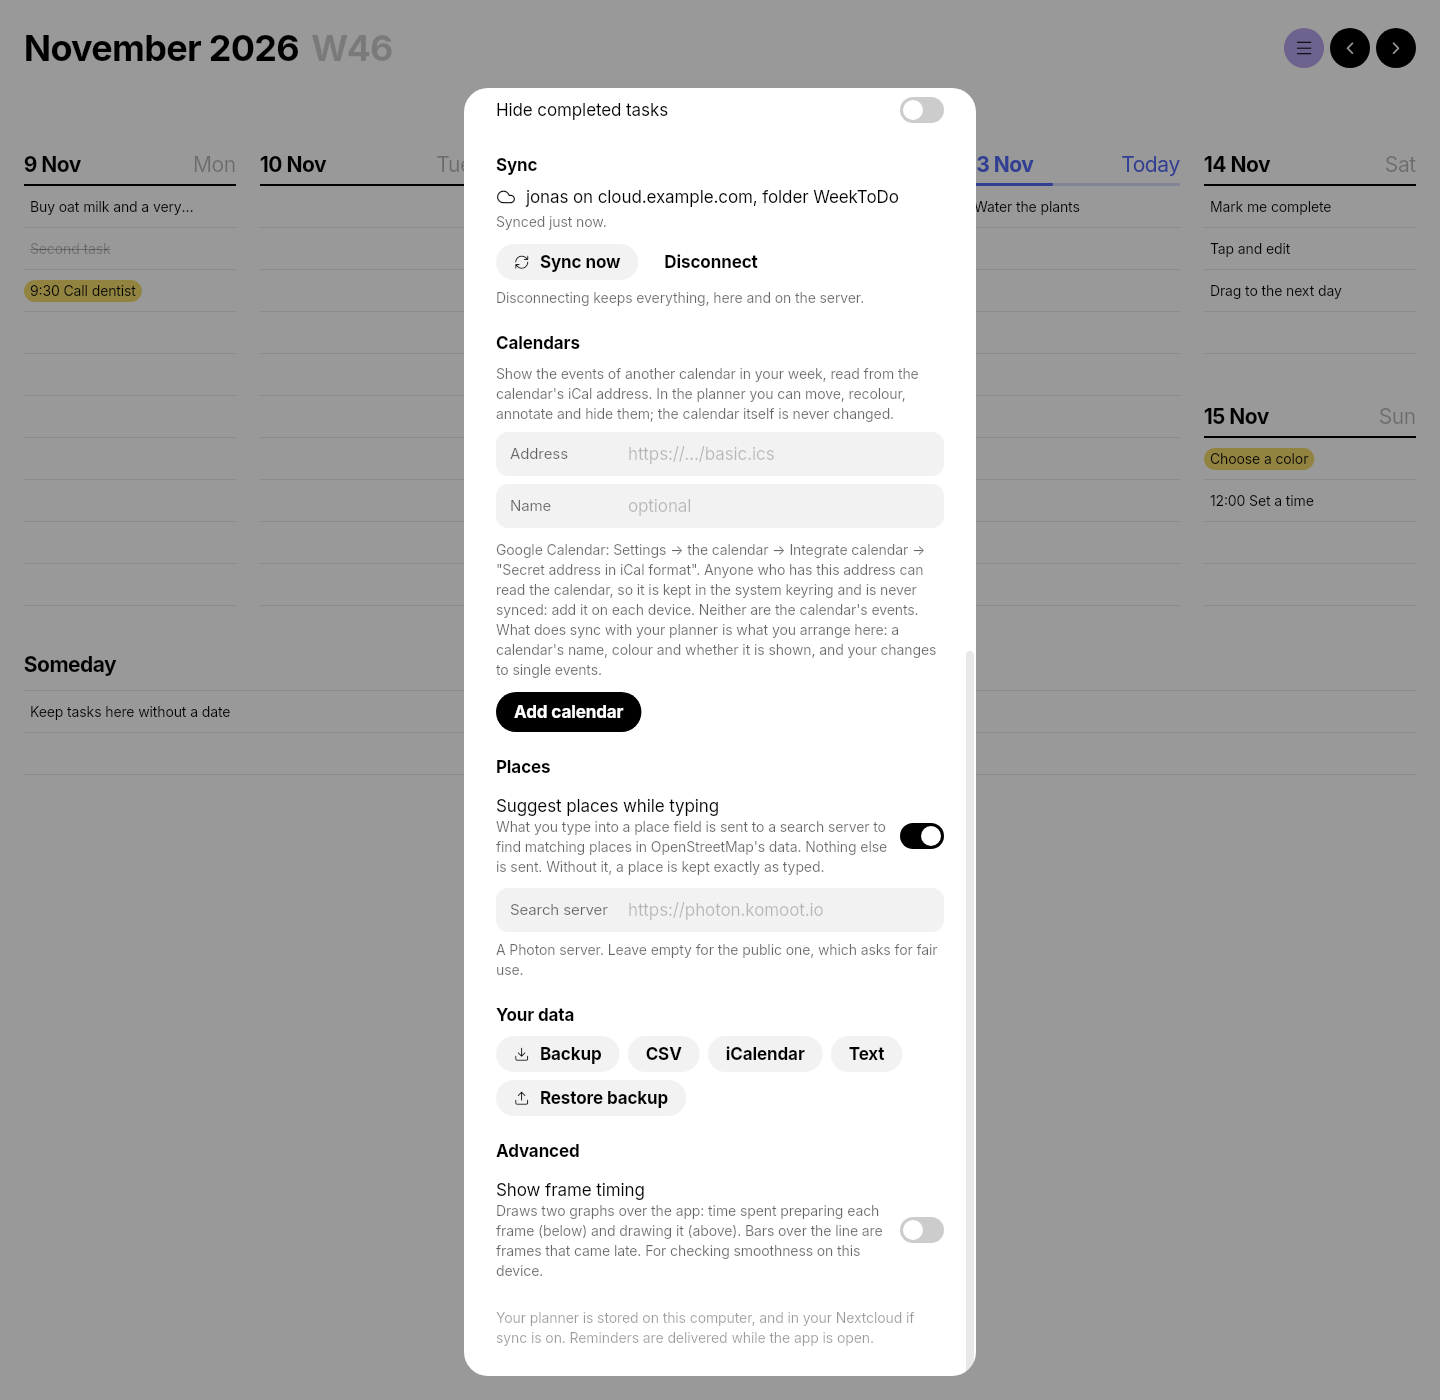 November 2026 W46
9 Nov Mon
Buy oat milk and a very...
Second task
9:30 Call dentist
10 Nov
3 Nov Today
Water the plants
14 Nov Sat
Mark me complete
Tap and edit
Drag to the next day
15 Nov Sun
Choose a color
12:00 Set a time
Someday
Keep tasks here without a date
Hide completed tasks
Sync
jonas on cloud.example.com, folder WeekToDo
Synced just now.
Sync now Disconnect
Disconnecting keeps everything, here and on the server.
Calendars
Show the events of another calendar in your week, read from the
calendar's iCal address. In the planner you can move, recolour,
annotate and hide them; the calendar itself is never changed.
Address https://.../basic.ics
Name optional
Google Calendar: Settings → the calendar → Integrate calendar →
"Secret address in iCal format". Anyone who has this address can
read the calendar, so it is kept in the system keyring and is never
synced: add it on each device. Neither are the calendar's events.
What does sync with your planner is what you arrange here: a
calendar's name, colour and whether it is shown, and your changes
to single events.
Add calendar
Places
Suggest places while typing
What you type into a place field is sent to a search server to
find matching places in OpenStreetMap's data. Nothing else
is sent. Without it, a place is kept exactly as typed.
Search server https://photon.komoot.io
A Photon server. Leave empty for the public one, which asks for fair
use.
Your data
Backup CSV iCalendar Text
Restore backup
Advanced
Show frame timing
Draws two graphs over the app: time spent preparing each
frame (below) and drawing it (above). Bars over the line are
frames that came late. For checking smoothness on this
device.
Your planner is stored on this computer, and in your Nextcloud if
sync is on. Reminders are delivered while the app is open.